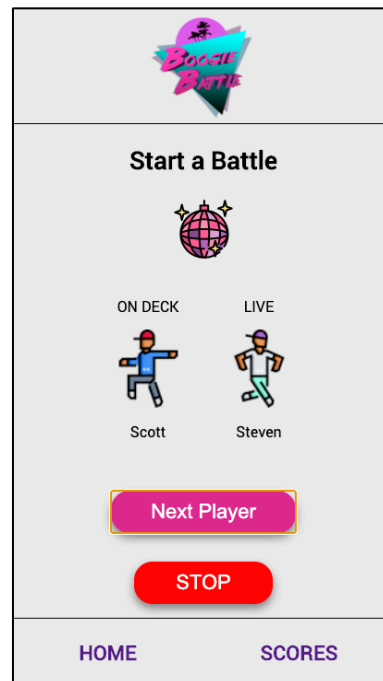 BOOGIE
BATTLE
Start a Battle
ON DECK
LIVE
Scott
Steven
Next Player
STOP
HOME
SCORES